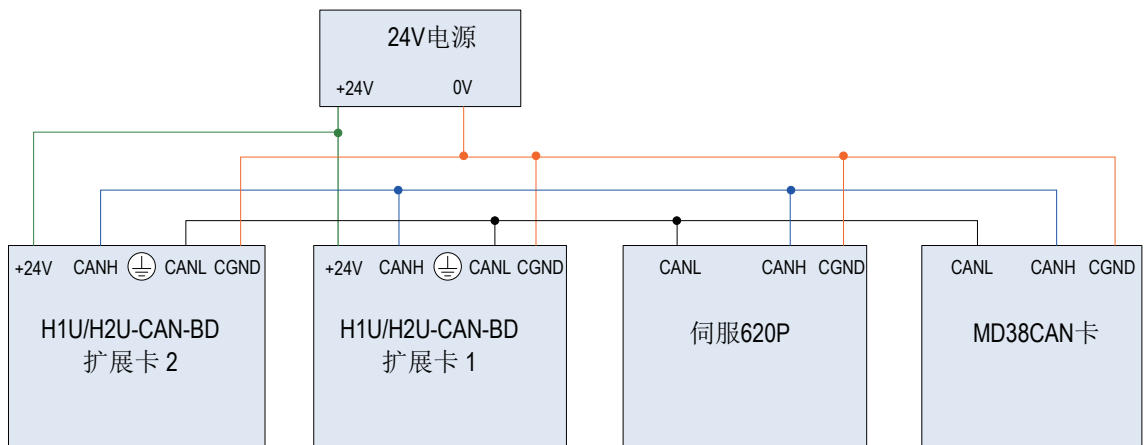 24V电源
+24V 0V
+24V CANH CANL CGND
H1U/H2U-CAN-BD
扩展卡 2
+24V CANH CANL CGND
H1U/H2U-CAN-BD
扩展卡 1
CANL CANH CGND
伺服620P
CANL CANH CGND
MD38CAN卡